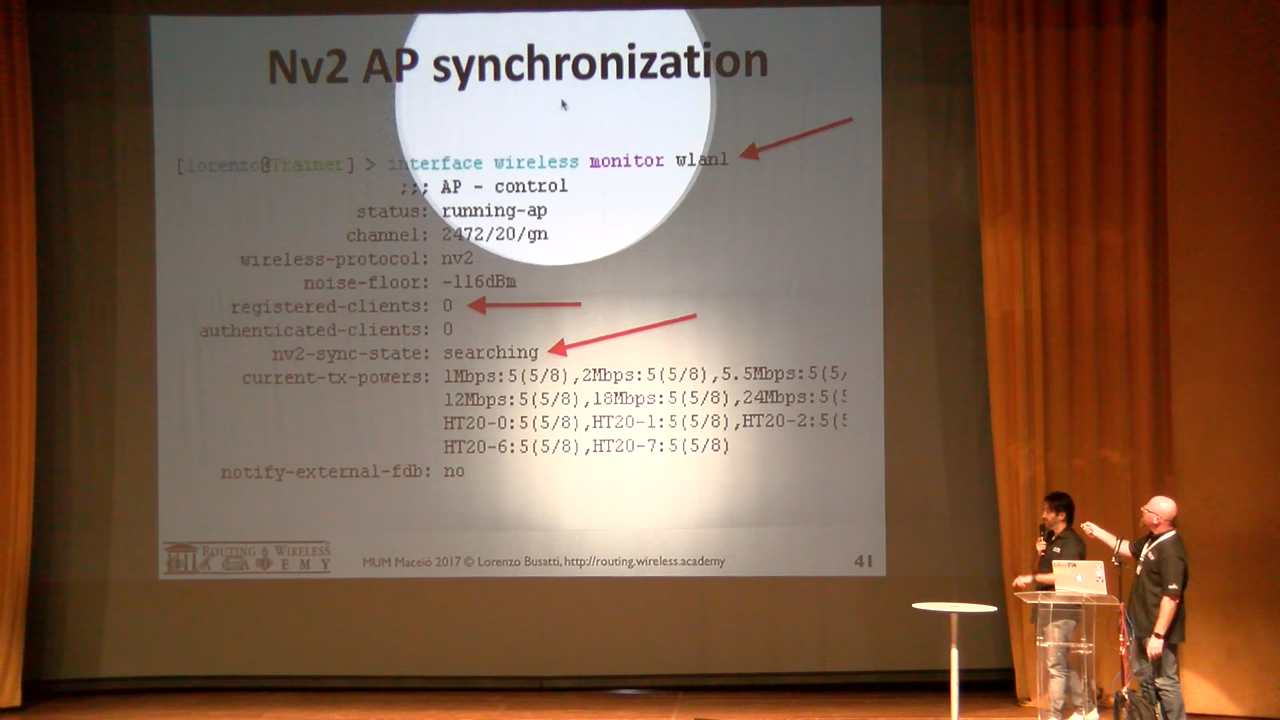 Nv2 AP synchronization
[lorenzo@Trainer] > interface wireless monitor wlan1
;;; AP - control
status: running-ap
channel: 2472/20/gn
wireless-protocol: nv2
noise-floor: -116dBm
registered-clients: 0
authenticated-clients: 0
nv2-sync-state: searching
current-tx-powers: 1Mbps:5(5/8),2Mbps:5(5/8),5.5Mbps:5(5/
12Mbps:5(5/8),18Mbps:5(5/8),24Mbps:5(5
HT20-0:5(5/8),HT20-1:5(5/8),HT20-2:5(5
HT20-6:5(5/8),HT20-7:5(5/8)
notify-external-fdb: no
ROUTING & WIRELESS
ACADEMY
MUM Maceió 2017 © Lorenzo Busatti, http://routing.wireless.academy
41